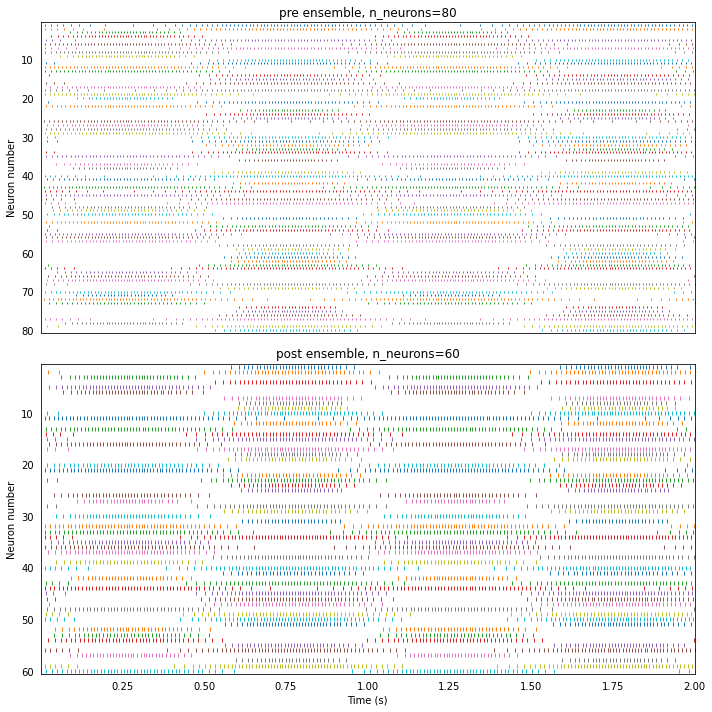 pre ensemble, n_neurons=80
10
20
30
40
50
60
70
80
Neuron number
post ensemble, n_neurons=60
10
20
30
40
50
60
Neuron number
0.25 0.50 0.75 1.00 1.25 1.50 1.75 2.00
Time (s)